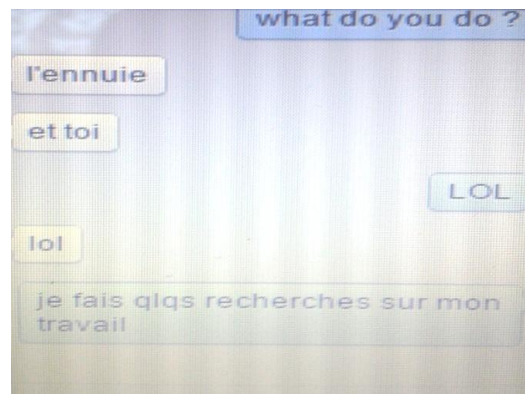 what do you do ?
l'ennuie
et toi
LOL
lol
je fais qlqs recherches sur mon
travail